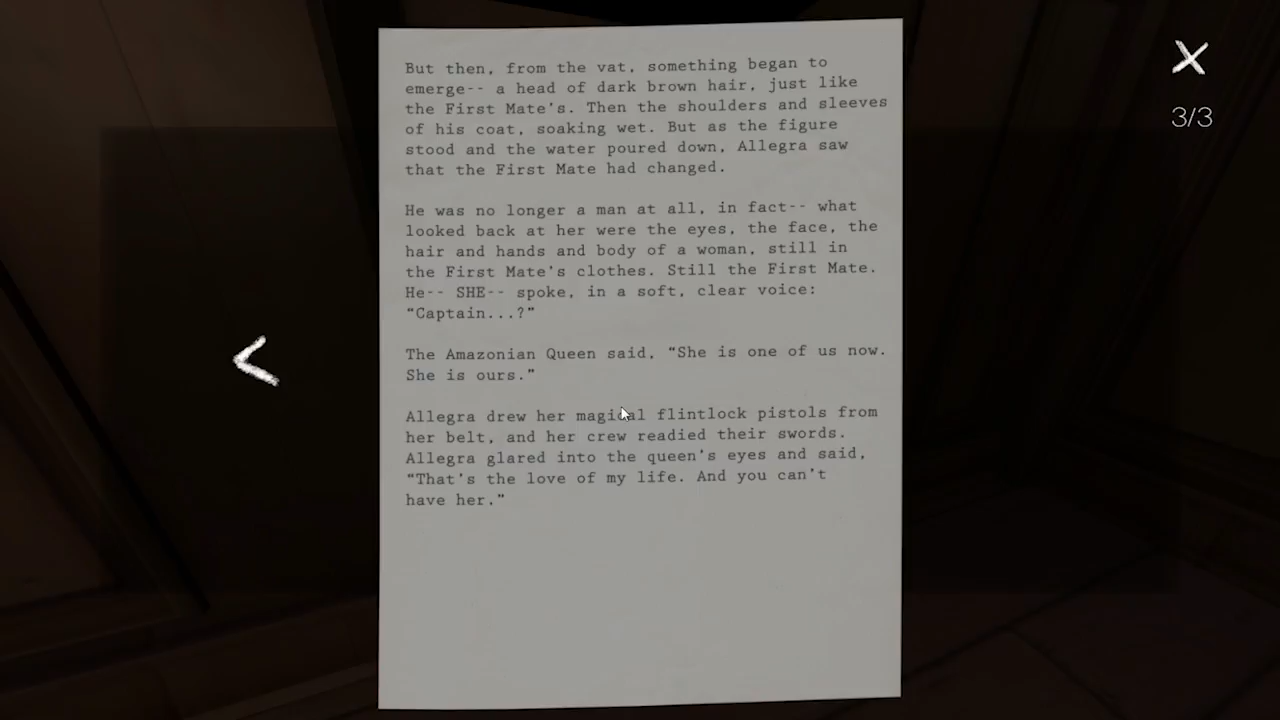 But then, from the vat, something began to
emerge-- a head of dark brown hair, just like
the First Mate's. Then the shoulders and sleeves
of his coat, soaking wet. But as the figure
stood and the water poured down, Allegra saw
that the First Mate had changed.
He was no longer a man at all, in fact-- what
looked back at her were the eyes, the face, the
hair and hands and body of a woman, still in
the First Mate's clothes. Still the First Mate.
He-- SHE-- spoke, in a soft, clear voice:
“Captain...?”
The Amazonian Queen said, “She is one of us now.
She is ours.”
Allegra drew her magical flintlock pistols from
her belt, and her crew readied their swords.
Allegra glared into the queen's eyes and said,
“That's the love of my life. And you can't
have her.”
3/3